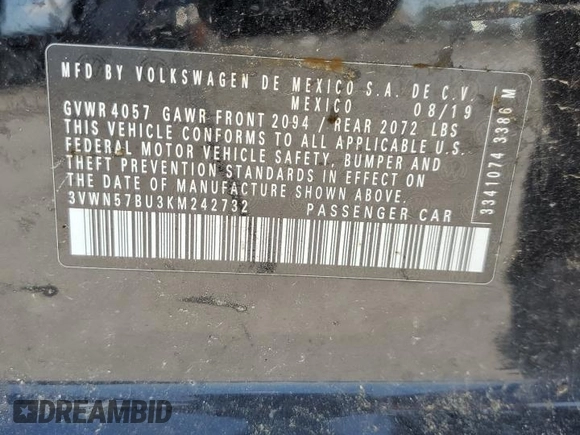 MFD BY VOLKSWAGEN DE MEXICO S.A. DE C.V.
MEXICO 08/19
GVWR 4057 GAWR FRONT 2094 / REAR 2072 LBS
THIS VEHICLE CONFORMS TO ALL APPLICABLE U.S.
FEDERAL MOTOR VEHICLE SAFETY, BUMPER AND
THEFT PREVENTION STANDARDS IN EFFECT ON
THE DATE OF MANUFACTURE SHOWN ABOVE.
3VWN57BU3KM242732 PASSENGER CAR
3341074 3386 M
DREAMBID